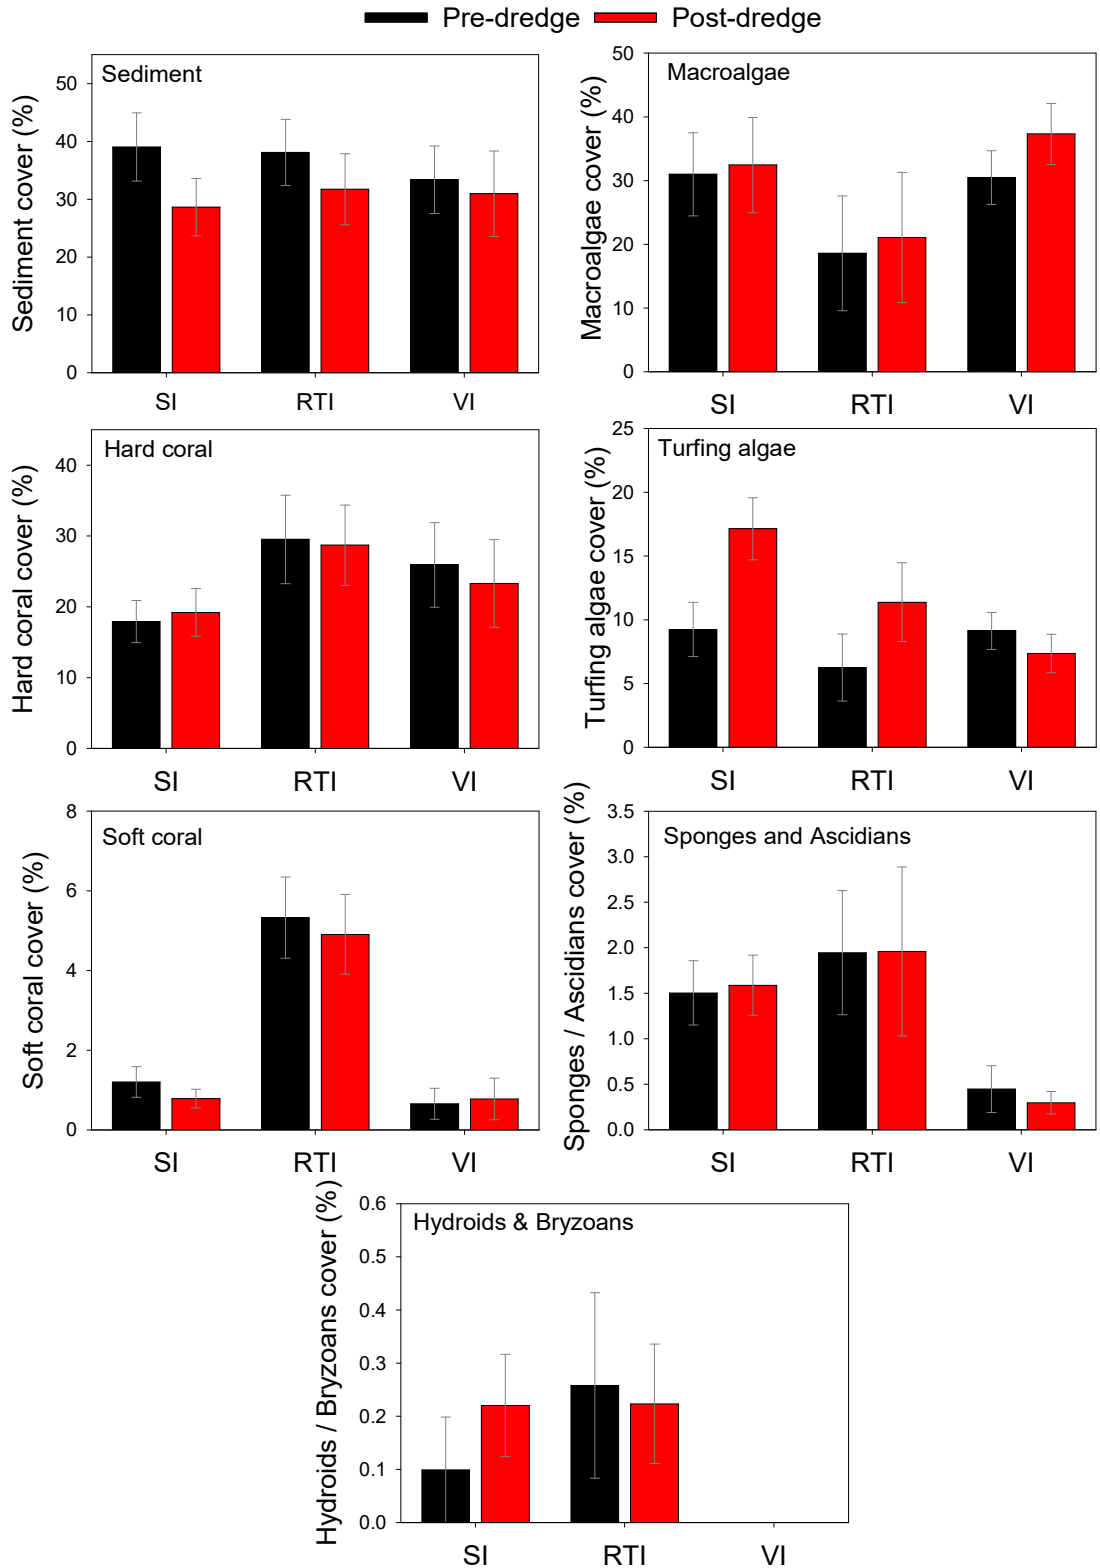 Pre-dredge Post-dredge
Sediment
Sediment cover (%)
50
40
30
20
10
0
SI RTI VI
Macroalgae
Macroalgae cover (%)
50
40
30
20
10
0
SI RTI VI
Hard coral
Hard coral cover (%)
40
30
20
10
0
SI RTI VI
Turfing algae
Turfing algae cover (%)
25
20
15
10
5
0
SI RTI VI
Soft coral
Soft coral cover (%)
8
6
4
2
0
SI RTI VI
Sponges and Ascidians
Sponges / Ascidians cover (%)
3.5
3.0
2.5
2.0
1.5
1.0
0.5
0.0
SI RTI VI
Hydroids & Bryzoans
Hydroids / Bryzoans cover (%)
0.6
0.5
0.4
0.3
0.2
0.1
0.0
SI RTI VI